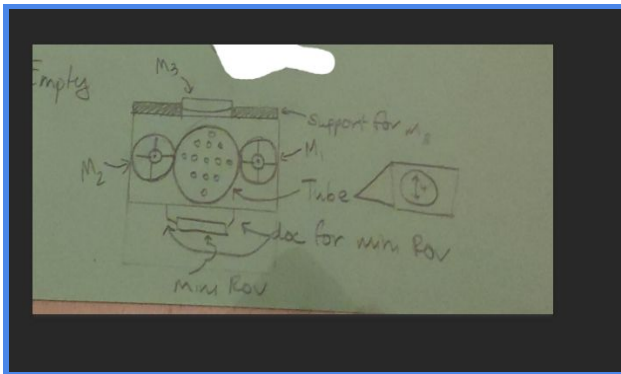 Empty
M3
Support for M3
M1
M2
Tube
doc for mini Rov
mini Rov